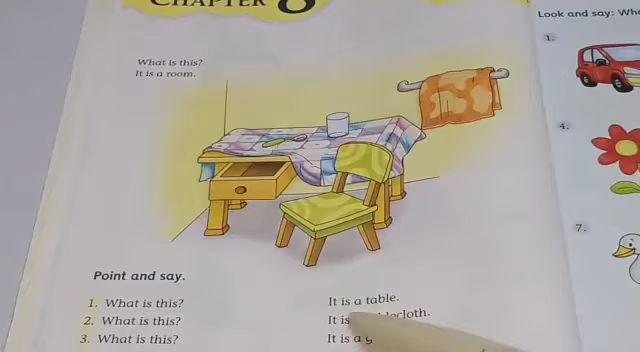 CHAPTER 8
What is this?
It is a room.
Point and say.
1. What is this? It is a table.
2. What is this? It is
3. What is this? It is a
Look and say:
1.
4.
7.